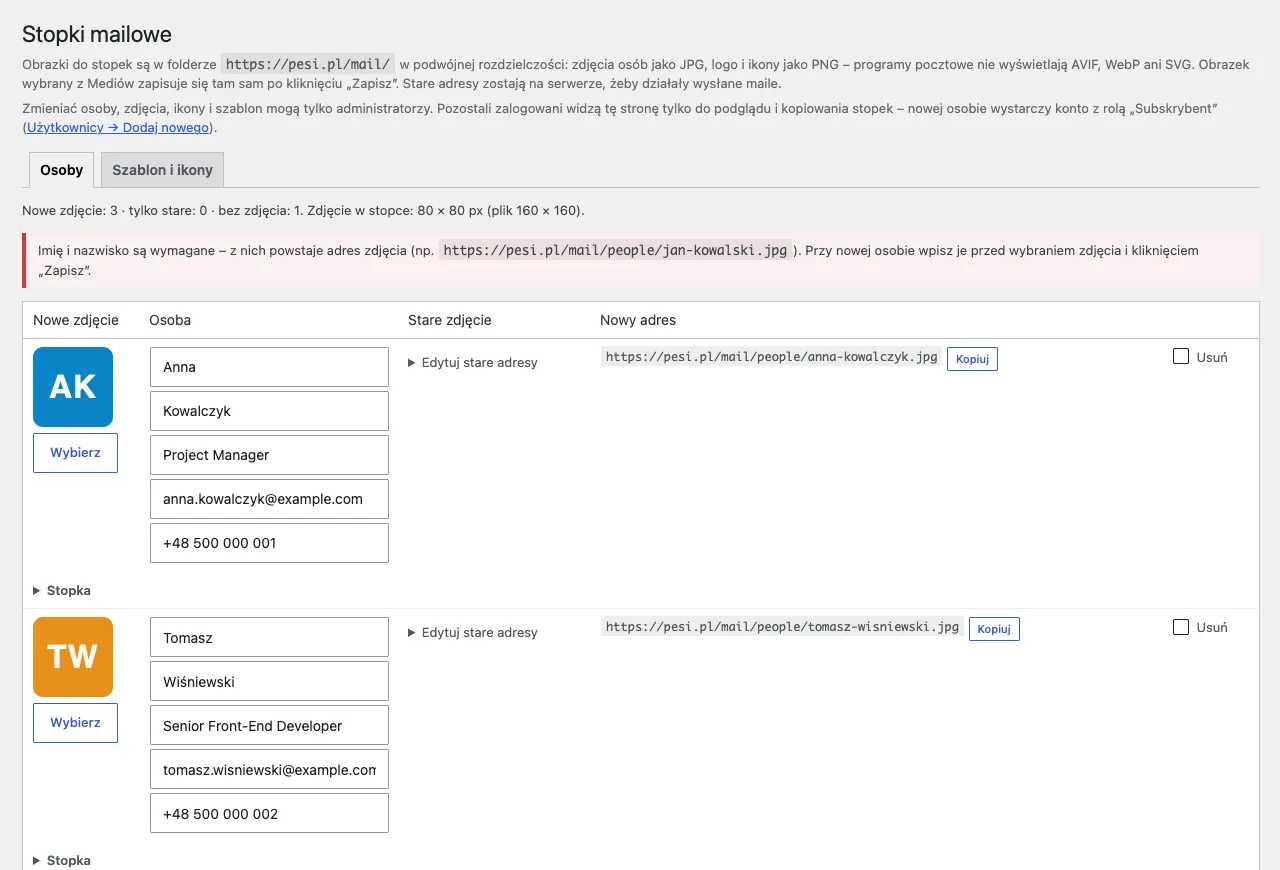 Stopki mailowe
Obrazki do stopek są w folderze https://pesi.pl/mail/ w podwójnej rozdzielczości: zdjęcia osób jako JPG, logo i ikony jako PNG – programy pocztowe nie wyświetlają AVIF, WebP ani SVG. Obrazek
wybrany z Mediów zapisuje się tam sam po kliknięciu „Zapisz”. Stare adresy zostają na serwerze, żeby działały wysłane maile.
Zmieniać osoby, zdjęcia, ikony i szablon mogą tylko administratorzy. Pozostali zalogowani widzą tę stronę tylko do podglądu i kopiowania stopek – nowej osobie wystarczy konto z rolą „Subskrybent”
(Użytkownicy → Dodaj nowego).
Osoby
Szablon i ikony
Nowe zdjęcie: 3 · tylko stare: 0 · bez zdjęcia: 1. Zdjęcie w stopce: 80 × 80 px (plik 160 × 160).
Imię i nazwisko są wymagane – z nich powstaje adres zdjęcia (np. https://pesi.pl/mail/people/jan-kowalski.jpg ). Przy nowej osobie wpisz je przed wybraniem zdjęcia i kliknięciem
„Zapisz”.
Nowe zdjęcie Osoba Stare zdjęcie Nowy adres
AK
Wybierz
Anna
Kowalczyk
Project Manager
anna.kowalczyk@example.com
+48 500 000 001
Edytuj stare adresy
https://pesi.pl/mail/people/anna-kowalczyk.jpg Kopiuj
Usuń
Stopka
TW
Wybierz
Tomasz
Wiśniewski
Senior Front-End Developer
tomasz.wisniewski@example.com
+48 500 000 002
Edytuj stare adresy
https://pesi.pl/mail/people/tomasz-wisniewski.jpg Kopiuj
Usuń
Stopka